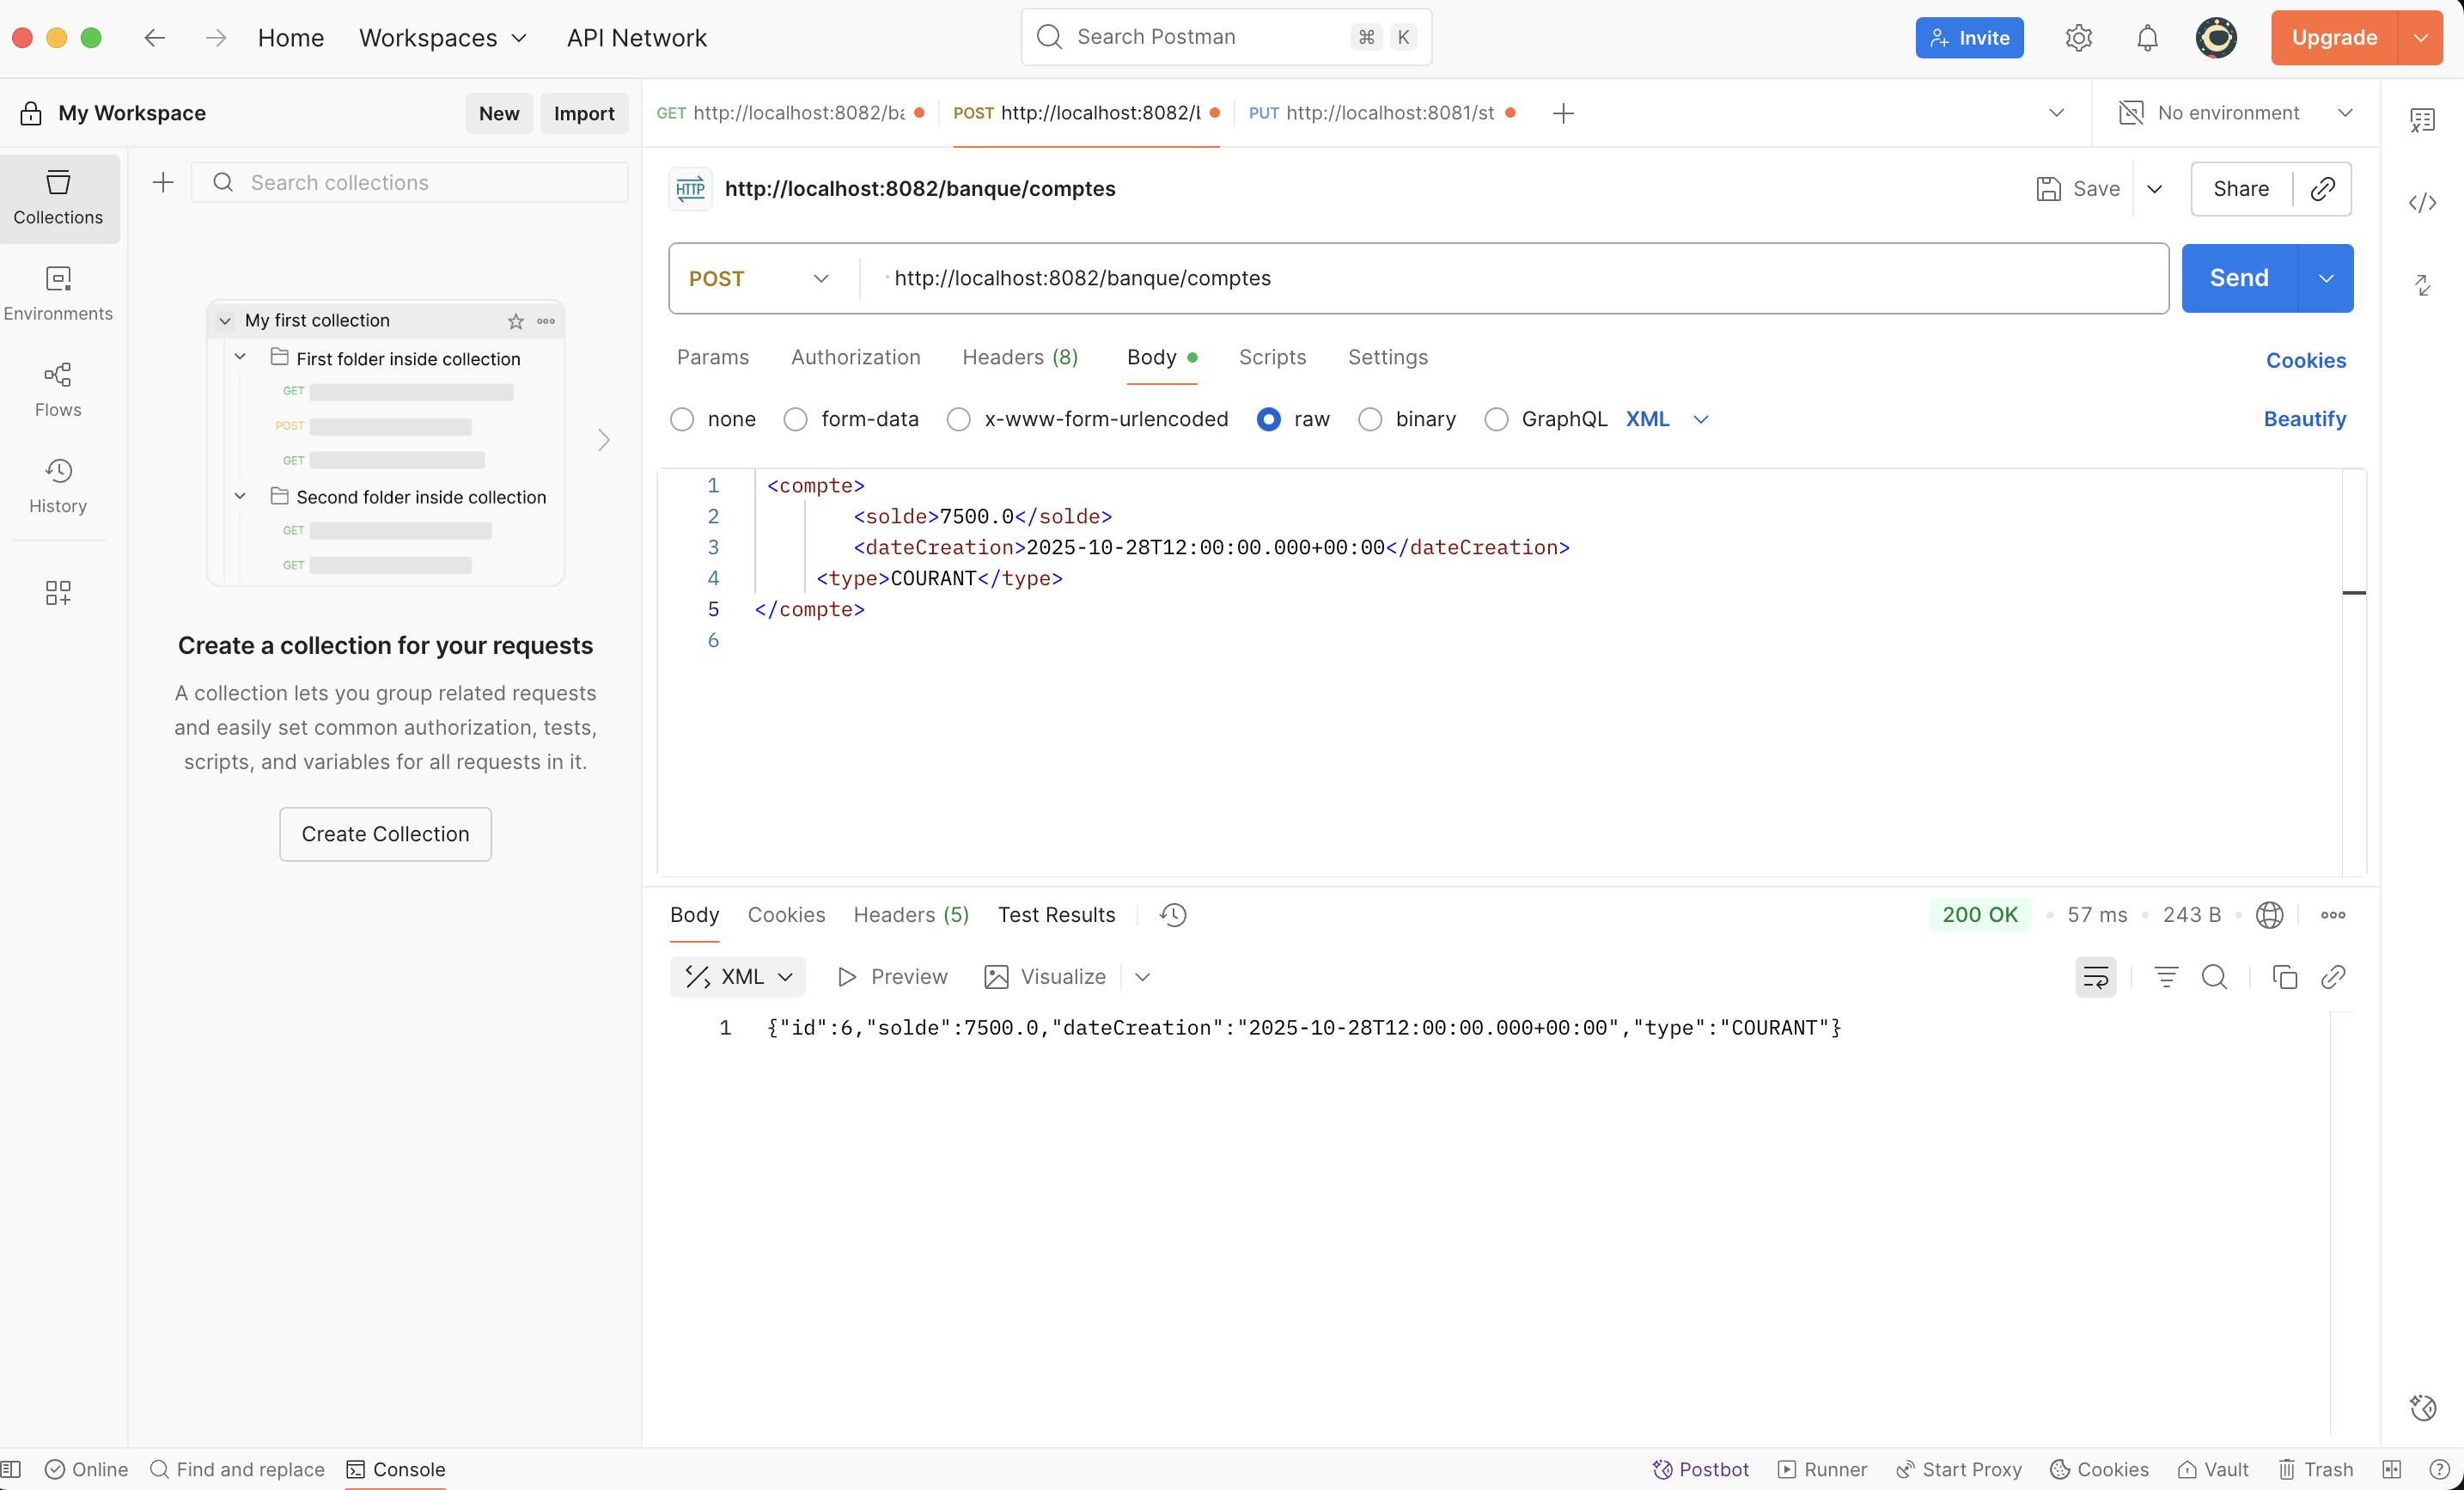 Home
Workspaces
API Network
Search Postman
⌘ K
Invite
Upgrade
My Workspace
New
Import
GET http://localhost:8082/ba
POST http://localhost:8082/b
PUT http://localhost:8081/st
No environment
Collections
Environments
Flows
History
Search collections
My first collection
First folder inside collection
GET
POST
GET
Second folder inside collection
GET
GET
Create a collection for your requests
A collection lets you group related requests
and easily set common authorization, tests,
scripts, and variables for all requests in it.
Create Collection
HTTP http://localhost:8082/banque/comptes
Save
Share
POST
http://localhost:8082/banque/comptes
Send
Params
Authorization
Headers (8)
Body
Scripts
Settings
Cookies
none
form-data
x-www-form-urlencoded
raw
binary
GraphQL
XML
Beautify
1 <compte>
2 <solde>7500.0</solde>
3 <dateCreation>2025-10-28T12:00:00.000+00:00</dateCreation>
4 <type>COURANT</type>
5 </compte>
6
Body
Cookies
Headers (5)
Test Results
200 OK
57 ms
243 B
XML
Preview
Visualize
1 {"id":6,"solde":7500.0,"dateCreation":"2025-10-28T12:00:00.000+00:00","type":"COURANT"}
Online
Find and replace
Console
Postbot
Runner
Start Proxy
Cookies
Vault
Trash